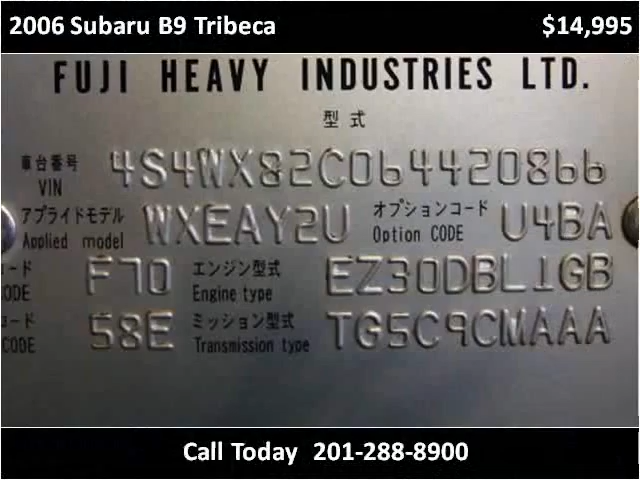 2006 Subaru B9 Tribeca $14,995
FUJI HEAVY INDUSTRIES LTD.
型式
車台番号 4S4WX82C064420866
VIN
アプライドモデル WXEAY2U オプションコード U4BA
Applied model Option CODE
ード F70 エンジン型式 EZ30DBL1GB
ODE Engine type
ード 58E ミッション型式 TG5C9CMAAA
CODE Transmission type
Call Today 201-288-8900